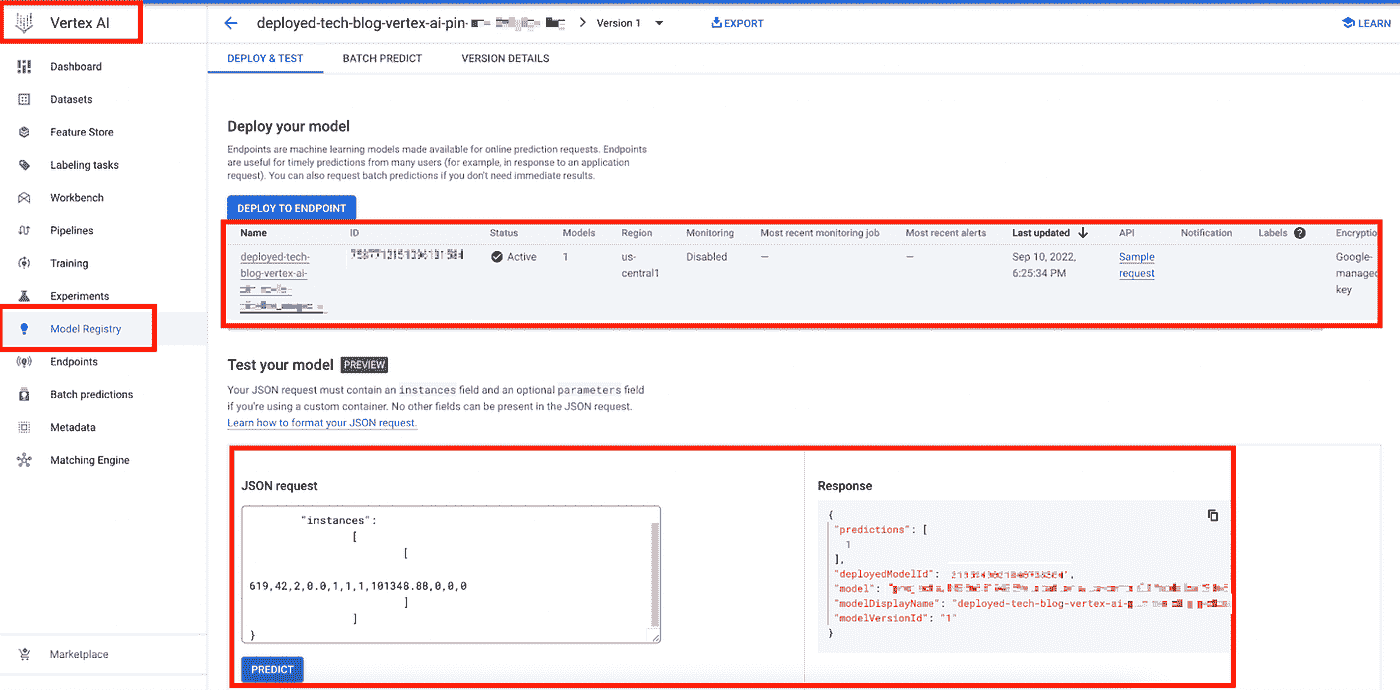 Vertex AI
deployed-tech-blog-vertex-ai-pin-
Version 1
EXPORT
LEARN
DEPLOY & TEST
BATCH PREDICT
VERSION DETAILS
Dashboard
Datasets
Feature Store
Labeling tasks
Workbench
Pipelines
Training
Experiments
Model Registry
Endpoints
Batch predictions
Metadata
Matching Engine
Marketplace
Deploy your model
Endpoints are machine learning models made available for online prediction requests. Endpoints
are useful for timely predictions from many users (for example, in response to an application
request). You can also request batch predictions if you don't need immediate results.
DEPLOY TO ENDPOINT
Name ID Status Models Region Monitoring Most recent monitoring job Most recent alerts Last updated API Notification Labels ? Encryptio
deployed-tech- Active 1 us- Disabled — — Sep 10, 2022, Sample Google-
blog-vertex-ai- central1 6:25:34 PM request managed
key
Test your model PREVIEW
Your JSON request must contain an instances field and an optional parameters field
if you're using a custom container. No other fields can be present in the JSON request.
Learn how to format your JSON request.
JSON request
"instances":
[
[
619,42,2,0.0,1,1,1,101348.88,0,0,0
]
]
}
PREDICT
Response
{
"predictions": [
1
],
"deployedModelId":
"model":
"modelDisplayName": "deployed-tech-blog-vertex-ai-
"modelVersionId": "1"
}